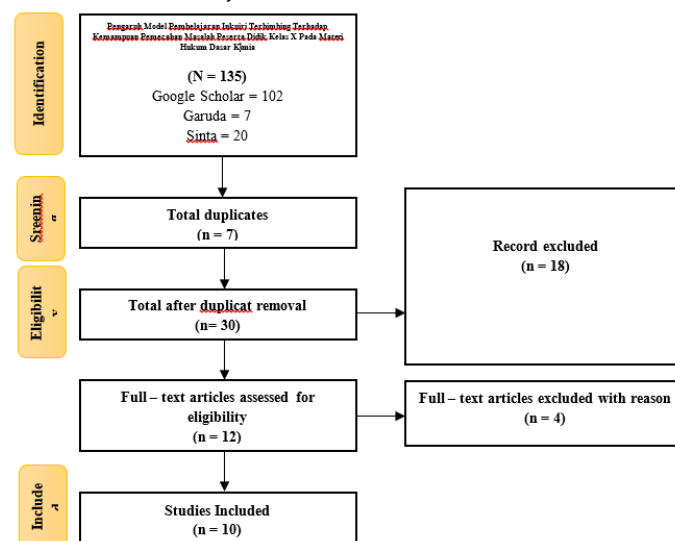 Identification
Pengaruh Model Pembelajaran Inkuiri Terbimbing Terhadap
Kemampuan Pemecahan Masalah Peserta Didik Kelas X Pada Materi
Hukum Dasar Kimia
(N = 135)
Google Scholar = 102
Garuda = 7
Sinta = 20
Sreenin
g
Total duplicates
(n = 7)
Record excluded
(n = 18)
Eligibilit
y
Total after duplicat removal
(n= 30)
Full – text articles assessed for
eligibility
(n = 12)
Full – text articles excluded with reason
(n = 4)
Include
d
Studies Included
(n = 10)